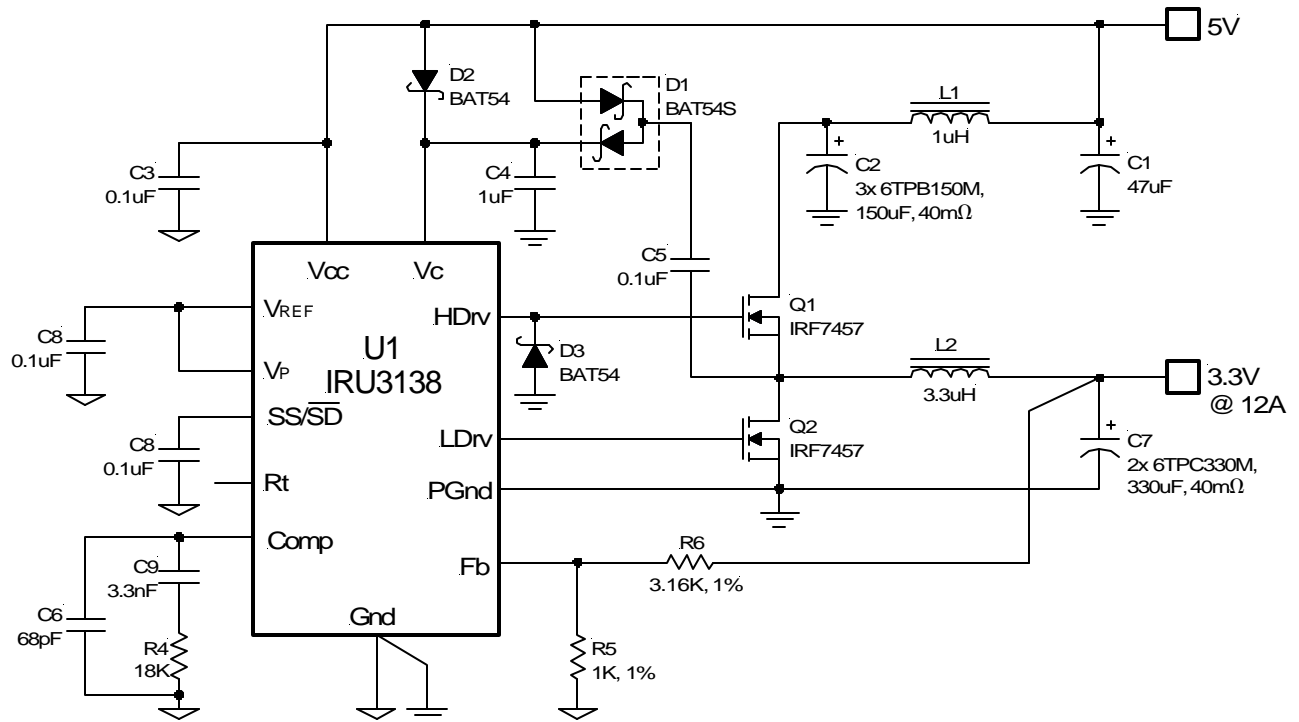 5V
D2
BAT54
D1
BAT54S
L1
1uH
C3
0.1uF
C4
1uF
C2
3x 6TPB150M,
150uF, 40mΩ
C1
47uF
C5
0.1uF
Vcc
Vc
VREF
HDrv
Q1
IRF7457
C8
0.1uF
U1
IRU3138
D3
BAT54
VP
L2
3.3uH
3.3V
@ 12A
SS/SD
C8
0.1uF
LDrv
Q2
IRF7457
C7
2x 6TPC330M,
330uF, 40mΩ
Rt
PGnd
Comp
C9
3.3nF
Fb
R6
3.16K, 1%
C6
68pF
Gnd
R4
18K
R5
1K, 1%